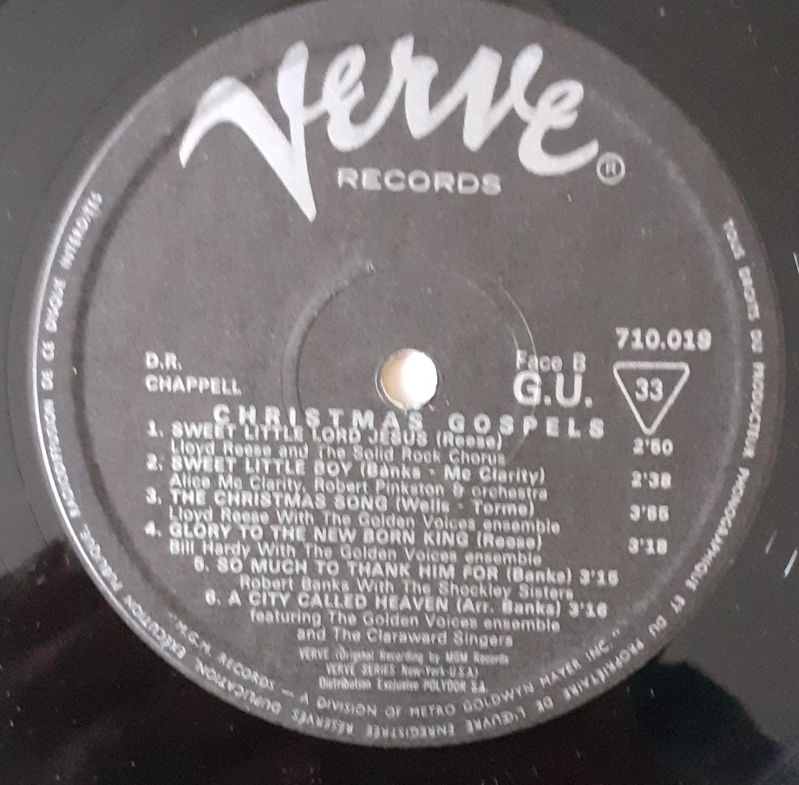 Verve
®
RECORDS
710.019
D.R.
CHAPPELL
Face B
G.U.
33
CHRISTMAS GOSPELS
1. SWEET LITTLE LORD JESUS (Reese) 2'50
Lloyd Reese and The Solid Rock Chorus
2. SWEET LITTLE BOY (Banks - Mc Clarity) 2'38
Alice Mc Clarity, Robert Pinkston & orchestra
3. THE CHRISTMAS SONG (Wells - Torme) 3'55
Lloyd Reese With The Golden Voices ensemble
4. GLORY TO THE NEW BORN KING (Reese) 3'18
Bill Hardy With The Golden Voices ensemble
5. SO MUCH TO THANK HIM FOR (Banks) 3'15
Robert Banks With The Shockley Sisters
6. A CITY CALLED HEAVEN (Arr. Banks) 3'16
featuring The Golden Voices ensemble
and The Claraward Singers
VERVE (Original Recording by MGM Records
VERVE SERIES New-York-U.S.A)
Distribution Exclusive POLYDOR S.A.
"M.G.M. RECORDS — A DIVISION OF METRO GOLDWYN MAYER INC."
TOUS DROITS DU PRODUCTEUR PHONOGRAPHIQUE ET DU PROPRIÉTAIRE DE L'ŒUVRE ENREGISTRÉE RÉSERVÉS. DUPLICATION, EXÉCUTION PUBLIQUE, RADIODIFFUSION DE CE DISQUE INTERDITES